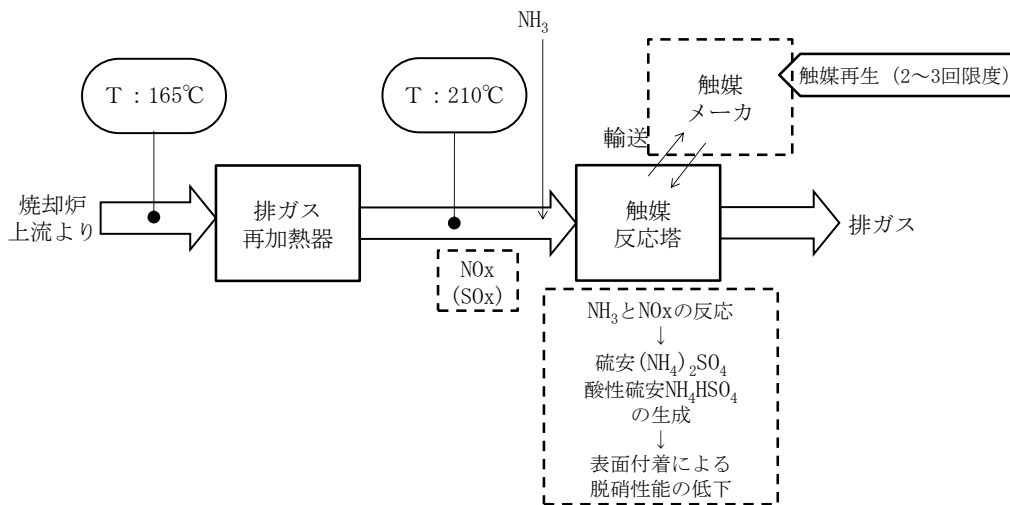 NH₃
T：165℃
T：210℃
触媒
メーカ
触媒再生（2～3回限度）
輸送
焼却炉
上流より
排ガス
再加熱器
触媒
反応塔
排ガス
NOx
(SOx)
NH₃とNOxの反応
↓
硫安(NH₄)₂SO₄
酸性硫安NH₄HSO₄
の生成
↓
表面付着による
脱硝性能の低下